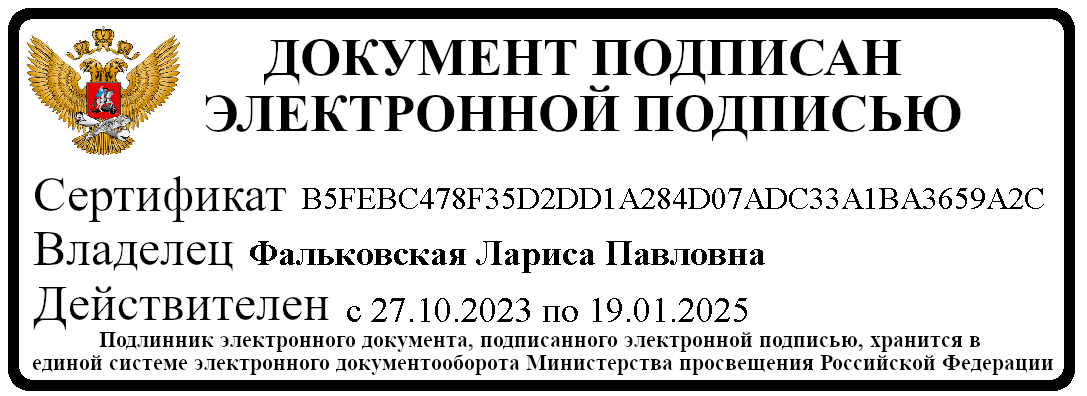 ДОКУМЕНТ ПОДПИСАН
ЭЛЕКТРОННОЙ ПОДПИСЬЮ
Сертификат B5FEBC478F35D2DD1A284D07ADC33A1BA3659A2C
Владелец Фальковская Лариса Павловна
Действителен с 27.10.2023 по 19.01.2025
Подлинник электронного документа, подписанного электронной подписью, хранится в
единой системе электронного документооборота Министерства просвещения Российской Федерации